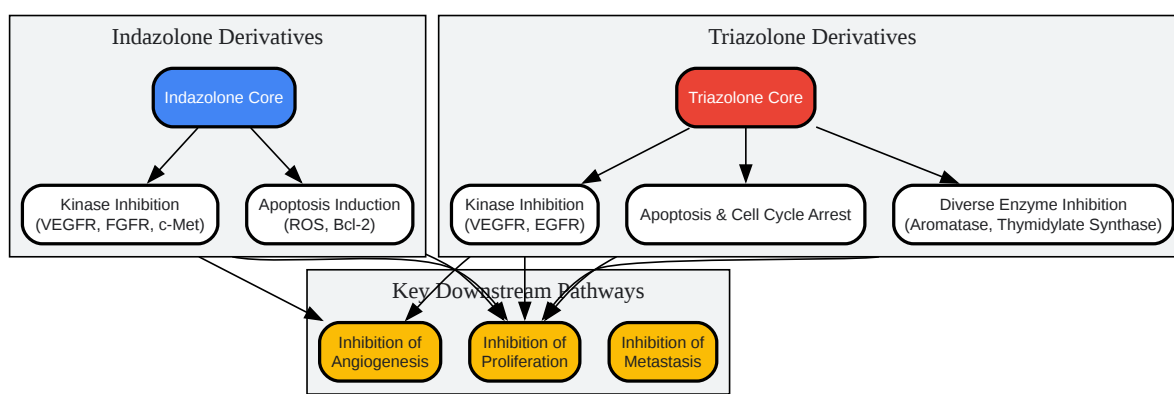 Indazolone Derivatives
Triazolone Derivatives
Indazolone Core
Triazolone Core
Kinase Inhibition
(VEGFR, FGFR, c-Met)
Apoptosis Induction
(ROS, Bcl-2)
Kinase Inhibition
(VEGFR, EGFR)
Apoptosis & Cell Cycle Arrest
Diverse Enzyme Inhibition
(Aromatase, Thymidylate Synthase)
Key Downstream Pathways
Inhibition of
Angiogenesis
Inhibition of
Proliferation
Inhibition of
Metastasis